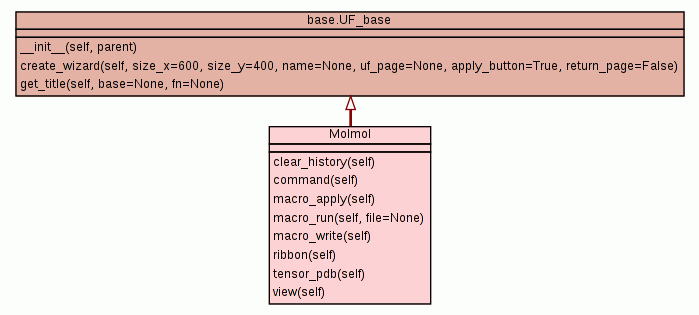 base.UF_base
__init__(self, parent)
create_wizard(self, size_x=600, size_y=400, name=None, uf_page=None, apply_button=True, return_page=False)
get_title(self, base=None, fn=None)
Molmol
clear_history(self)
command(self)
macro_apply(self)
macro_run(self, file=None)
macro_write(self)
ribbon(self)
tensor_pdb(self)
view(self)